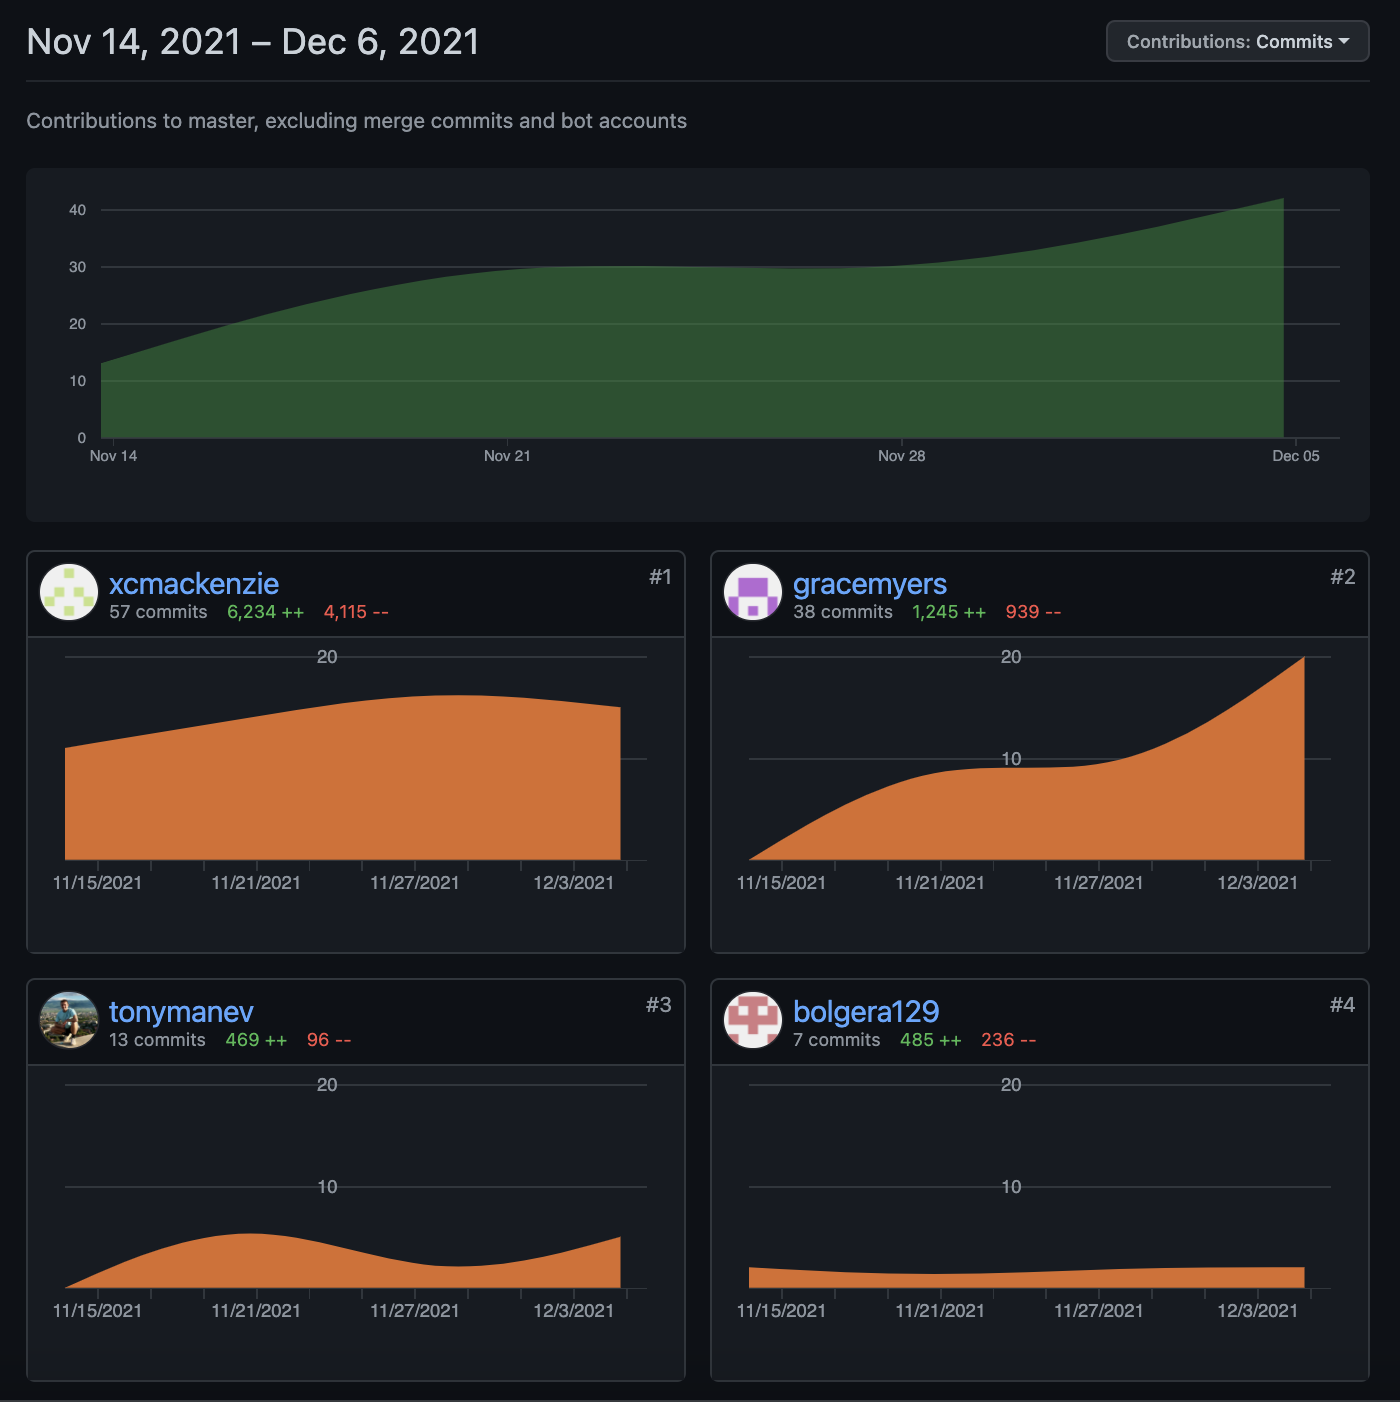 Nov 14, 2021 – Dec 6, 2021
Contributions: Commits
Contributions to master, excluding merge commits and bot accounts
40
30
20
10
0
Nov 14 Nov 21 Nov 28 Dec 05
xcmackenzie #1
57 commits 6,234 ++ 4,115 --
20
11/15/2021 11/21/2021 11/27/2021 12/3/2021
gracemyers #2
38 commits 1,245 ++ 939 --
20
10
11/15/2021 11/21/2021 11/27/2021 12/3/2021
tonymanev #3
13 commits 469 ++ 96 --
20
10
11/15/2021 11/21/2021 11/27/2021 12/3/2021
bolgera129 #4
7 commits 485 ++ 236 --
20
10
11/15/2021 11/21/2021 11/27/2021 12/3/2021